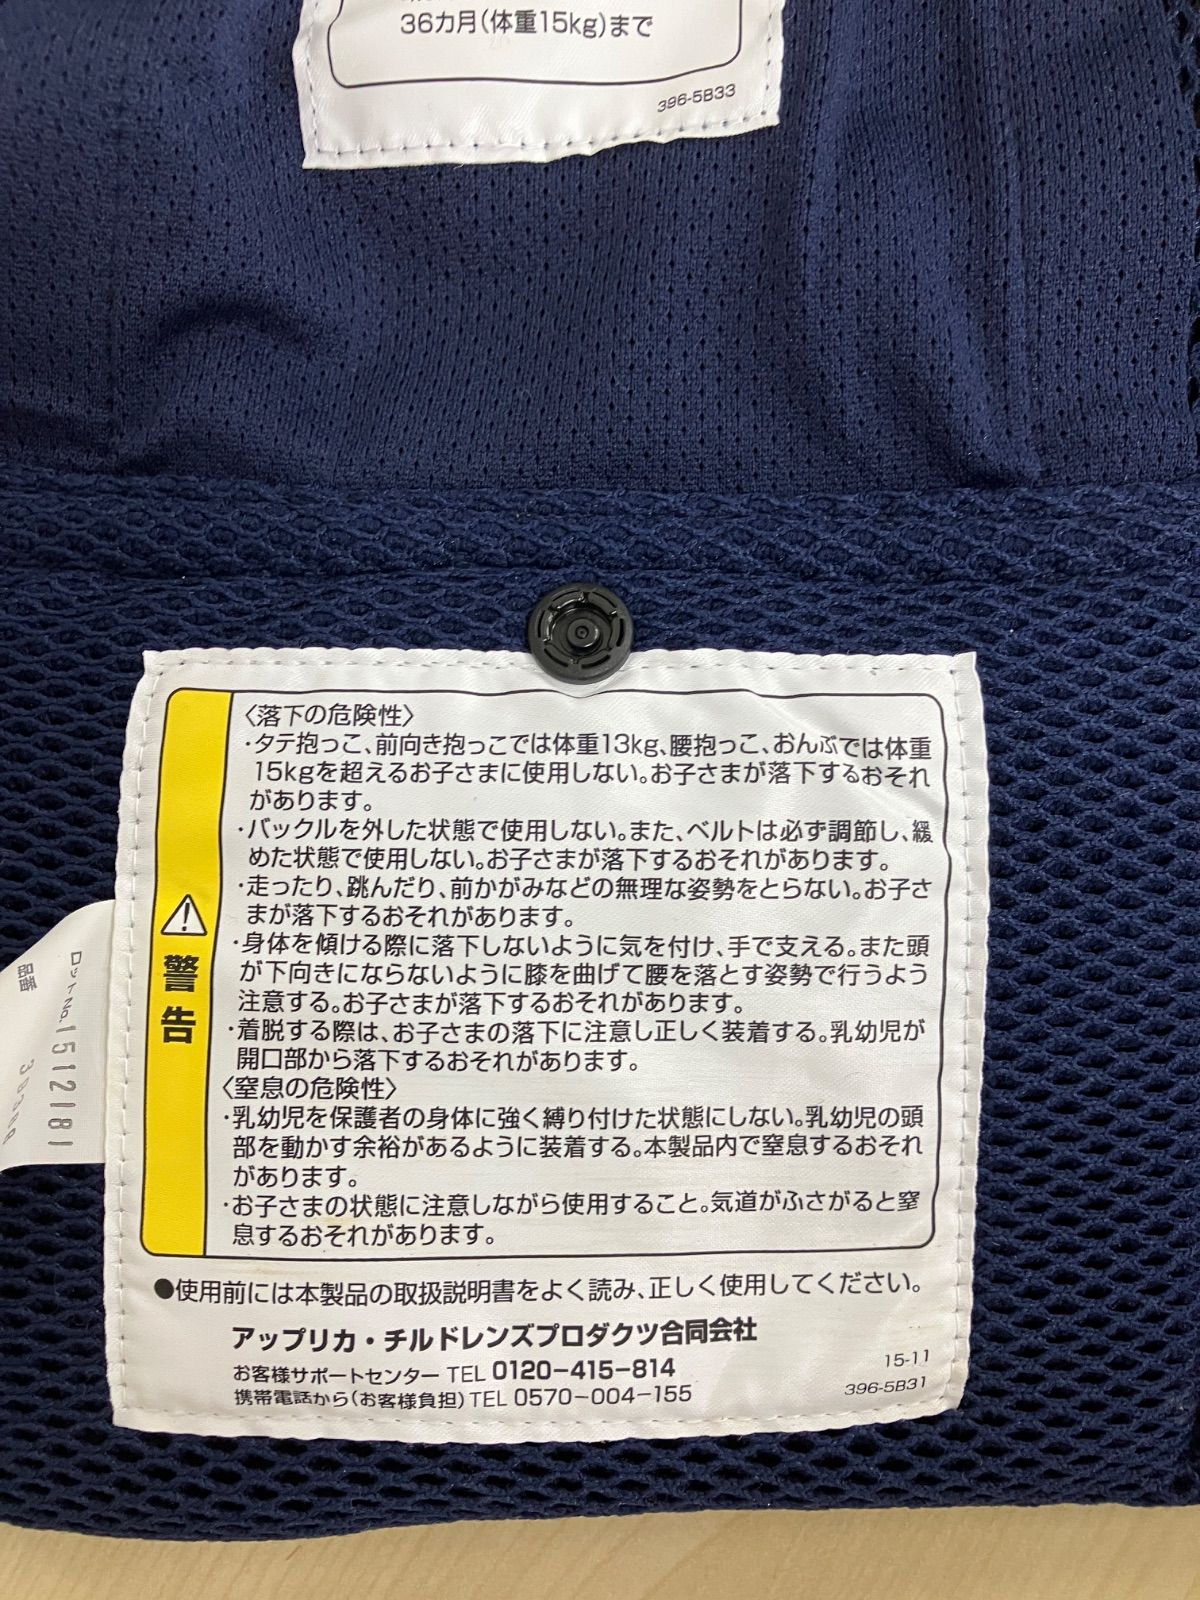 36カ月(体重15kg)まで
396-5B33
〈落下の危険性〉
・タテ抱っこ、前向き抱っこでは体重13kg、腰抱っこ、おんぶでは体重
15kgを超えるお子さまに使用しない。お子さまが落下するおそれ
があります。
・バックルを外した状態で使用しない。また、ベルトは必ず調節し、緩
めた状態で使用しない。お子さまが落下するおそれがあります。
・走ったり、跳んだり、前かがみなどの無理な姿勢をとらない。お子さ
まが落下するおそれがあります。
・身体を傾ける際に落下しないように気を付け、手で支える。また頭
が下向きにならないように膝を曲げて腰を落とす姿勢で行うよう
注意する。お子さまが落下するおそれがあります。
・着脱する際は、お子さまの落下に注意し正しく装着する。乳幼児が
開口部から落下するおそれがあります。
〈窒息の危険性〉
・乳幼児を保護者の身体に強く縛り付けた状態にしない。乳幼児の頭
部を動かす余裕があるように装着する。本製品内で窒息するおそれ
があります。
・お子さまの状態に注意しながら使用すること。気道がふさがると窒
息するおそれがあります。
警告
●使用前には本製品の取扱説明書をよく読み、正しく使用してください。
アップリカ・チルドレンズプロダクツ合同会社
お客様サポートセンター TEL 0120-415-814
携帯電話から(お客様負担) TEL 0570-004-155
15-11
396-5B31
ロットNo. 1512181
品番